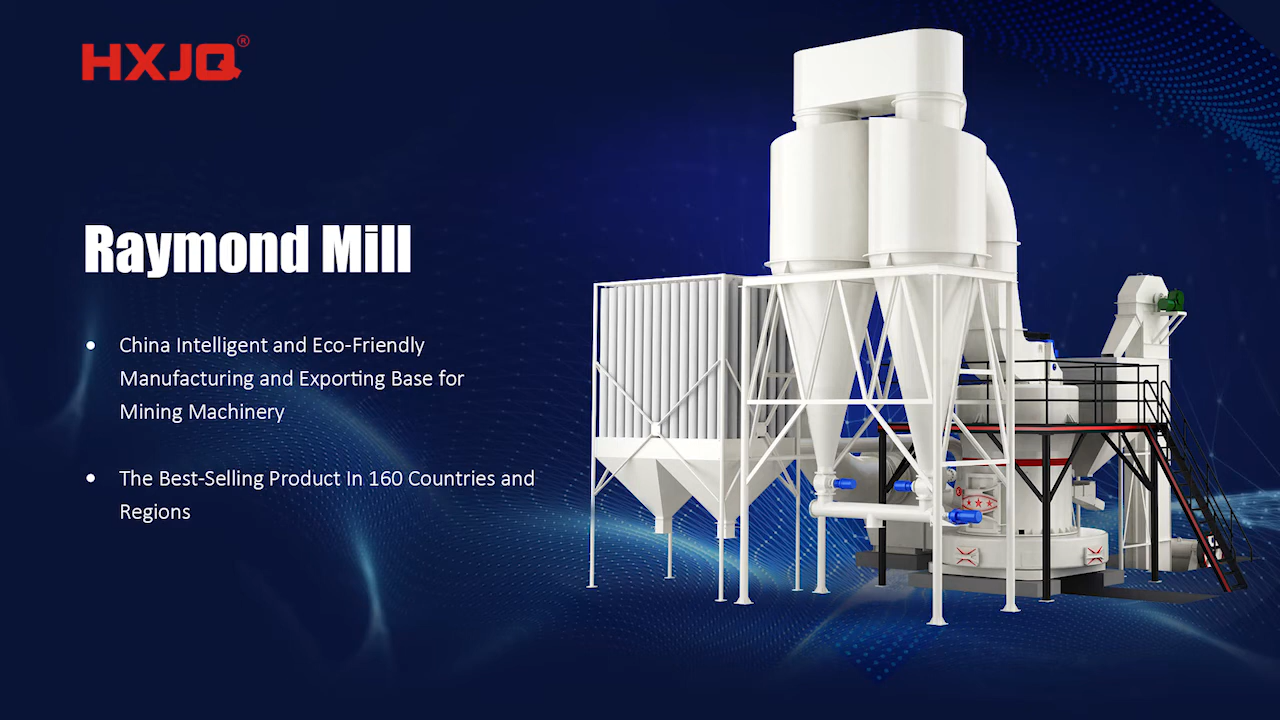 HXJQ®
Raymond Mill
• China Intelligent and Eco-Friendly
Manufacturing and Exporting Base for
Mining Machinery
• The Best-Selling Product In 160 Countries and
Regions